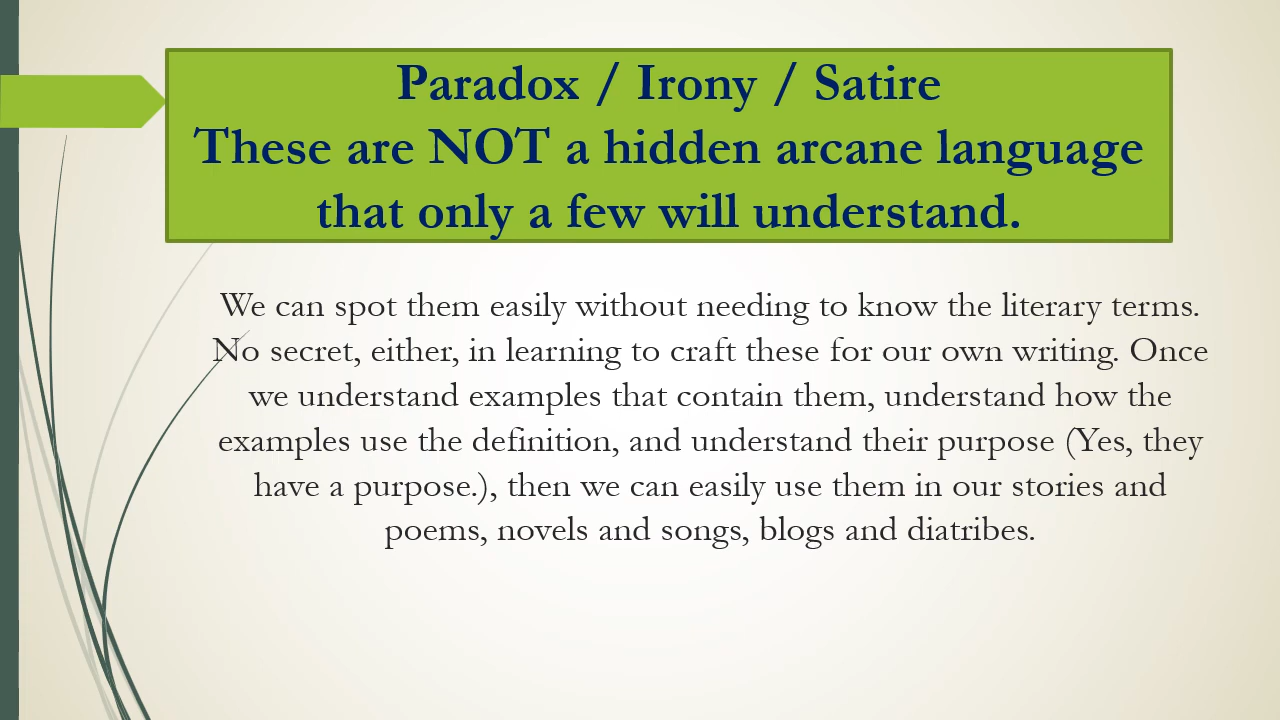 Paradox / Irony / Satire
These are NOT a hidden arcane language
that only a few will understand.
We can spot them easily without needing to know the literary terms.
No secret, either, in learning to craft these for our own writing. Once
we understand examples that contain them, understand how the
examples use the definition, and understand their purpose (Yes, they
have a purpose.), then we can easily use them in our stories and
poems, novels and songs, blogs and diatribes.